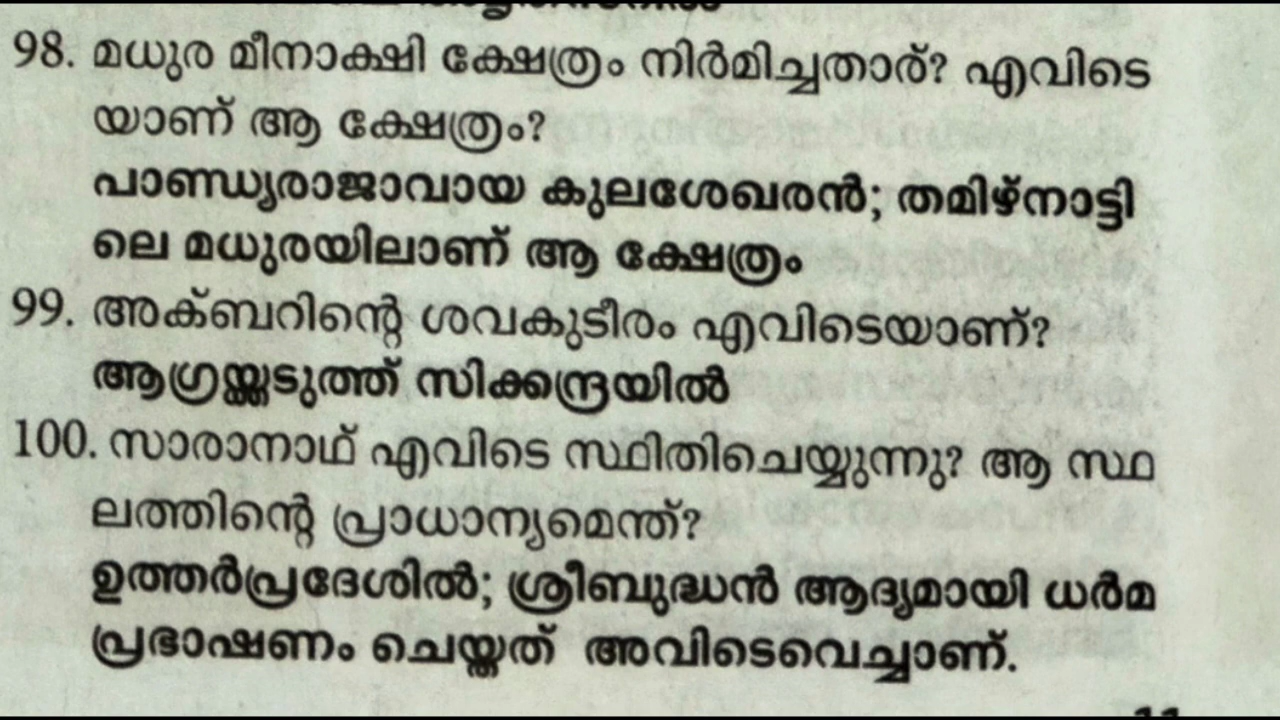 98. മധുര മീനാക്ഷി ക്ഷേത്രം നിർമിച്ചതാര്? എവിടെ
യാണ് ആ ക്ഷേത്രം?
പാണ്ഡ്യരാജാവായ കുലശേഖരൻ; തമിഴ്നാട്ടി
ലെ മധുരയിലാണ് ആ ക്ഷേത്രം
99. അക്ബറിന്റെ ശവകുടീരം എവിടെയാണ്?
ആഗ്രയ്ക്കടുത്ത് സിക്കന്ദ്രയിൽ
100. സാരാനാഥ് എവിടെ സ്ഥിതിചെയ്യുന്നു? ആ സ്ഥ
ലത്തിന്റെ പ്രാധാന്യമെന്ത്?
ഉത്തർപ്രദേശിൽ; ശ്രീബുദ്ധൻ ആദ്യമായി ധർമ
പ്രഭാഷണം ചെയ്തത് അവിടെവെച്ചാണ്.